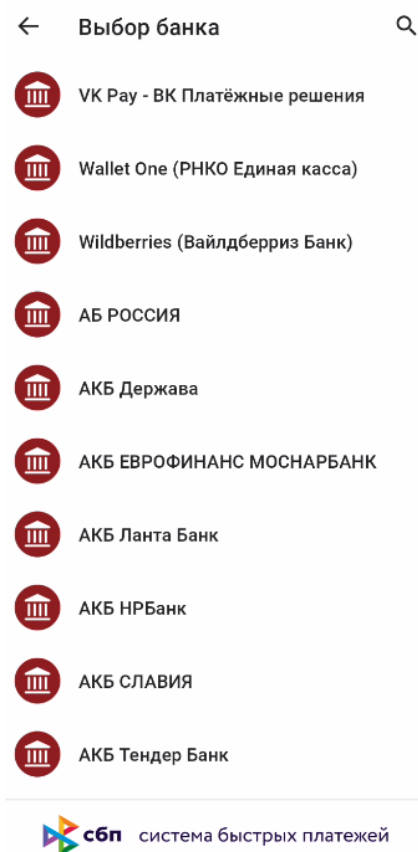 Выбор банка
VK Pay - ВК Платёжные решения
Wallet One (РНКО Единая касса)
Wildberries (Вайлдберриз Банк)
АБ РОССИЯ
АКБ Держава
АКБ ЕВРОФИНАНС МОСНАРБАНК
АКБ Ланта Банк
АКБ НРБанк
АКБ СЛАВИЯ
АКБ Тендер Банк
сбп система быстрых платежей